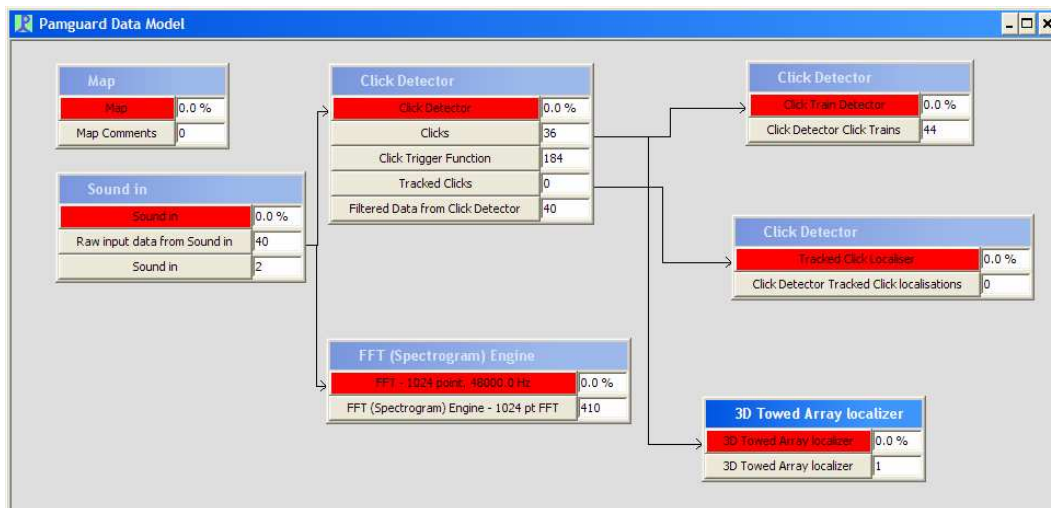 Pamguard Data Model
Map
Map 0.0 %
Map Comments 0
Sound in
Sound in 0.0 %
Raw input data from Sound in 40
Sound in 2
Click Detector
Click Detector 0.0 %
Clicks 36
Click Trigger Function 184
Tracked Clicks 0
Filtered Data from Click Detector 40
FFT (Spectrogram) Engine
FFT - 1024 point, 48000.0 Hz 0.0 %
FFT (Spectrogram) Engine - 1024 pt FFT 410
Click Detector
Click Train Detector 0.0 %
Click Detector Click Trains 44
Click Detector
Tracked Click Localiser 0.0 %
Click Detector Tracked Click localisations 0
3D Towed Array localizer
3D Towed Array localizer 0.0 %
3D Towed Array localizer 1